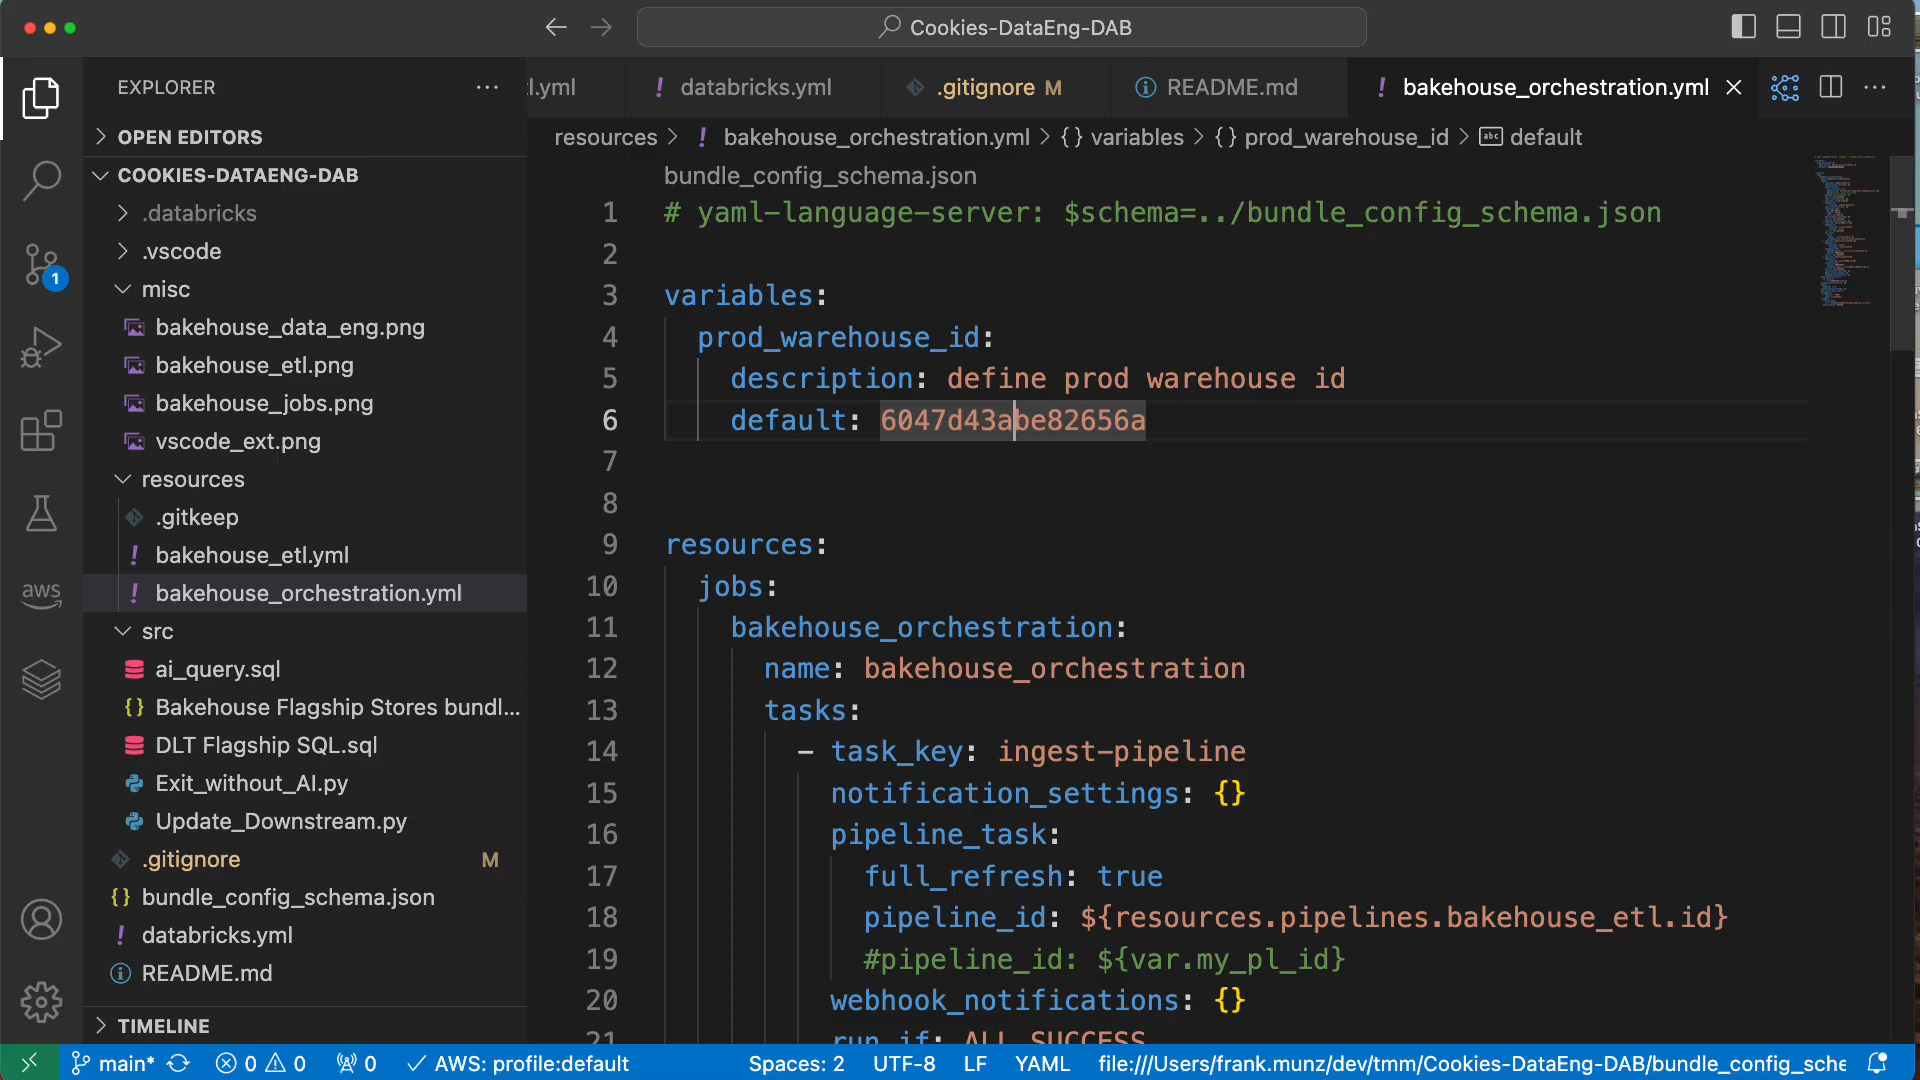 Cookies-DataEng-DAB
EXPLORER
OPEN EDITORS
COOKIES-DATAENG-DAB
.databricks
.vscode
misc
bakehouse_data_eng.png
bakehouse_etl.png
bakehouse_jobs.png
vscode_ext.png
resources
.gitkeep
! bakehouse_etl.yml
! bakehouse_orchestration.yml
src
ai_query.sql
{} Bakehouse Flagship Stores bundl...
DLT Flagship SQL.sql
Exit_without_AI.py
Update_Downstream.py
.gitignore M
{} bundle_config_schema.json
! databricks.yml
README.md
TIMELINE
1
aws
l.yml ! databricks.yml .gitignore M README.md ! bakehouse_orchestration.yml
resources > ! bakehouse_orchestration.yml > {} variables > {} prod_warehouse_id > abc default
bundle_config_schema.json
1 # yaml-language-server: $schema=../bundle_config_schema.json
2
3 variables:
4 prod_warehouse_id:
5 description: define prod warehouse id
6 default: 6047d43abe82656a
7
8
9 resources:
10 jobs:
11 bakehouse_orchestration:
12 name: bakehouse_orchestration
13 tasks:
14 - task_key: ingest-pipeline
15 notification_settings: {}
16 pipeline_task:
17 full_refresh: true
18 pipeline_id: ${resources.pipelines.bakehouse_etl.id}
19 #pipeline_id: ${var.my_pl_id}
20 webhook_notifications: {}
21 run_if: ALL_SUCCESS
main* 0 0 0 AWS: profile:default Spaces: 2 UTF-8 LF YAML file:///Users/frank.munz/dev/tmm/Cookies-DataEng-DAB/bundle_config_sche